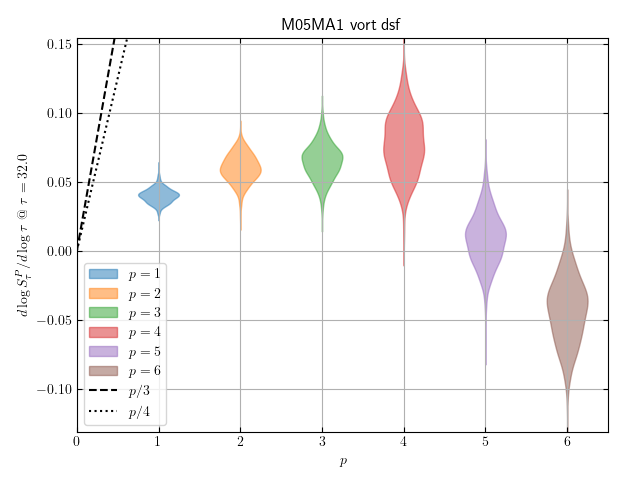 M05MA1 vort dsf
d log S_τ^P / d log τ @ τ = 32.0
0.15
0.10
0.05
0.00
−0.05
−0.10
p = 1
p = 2
p = 3
p = 4
p = 5
p = 6
p/3
p/4
0 1 2 3 4 5 6
p